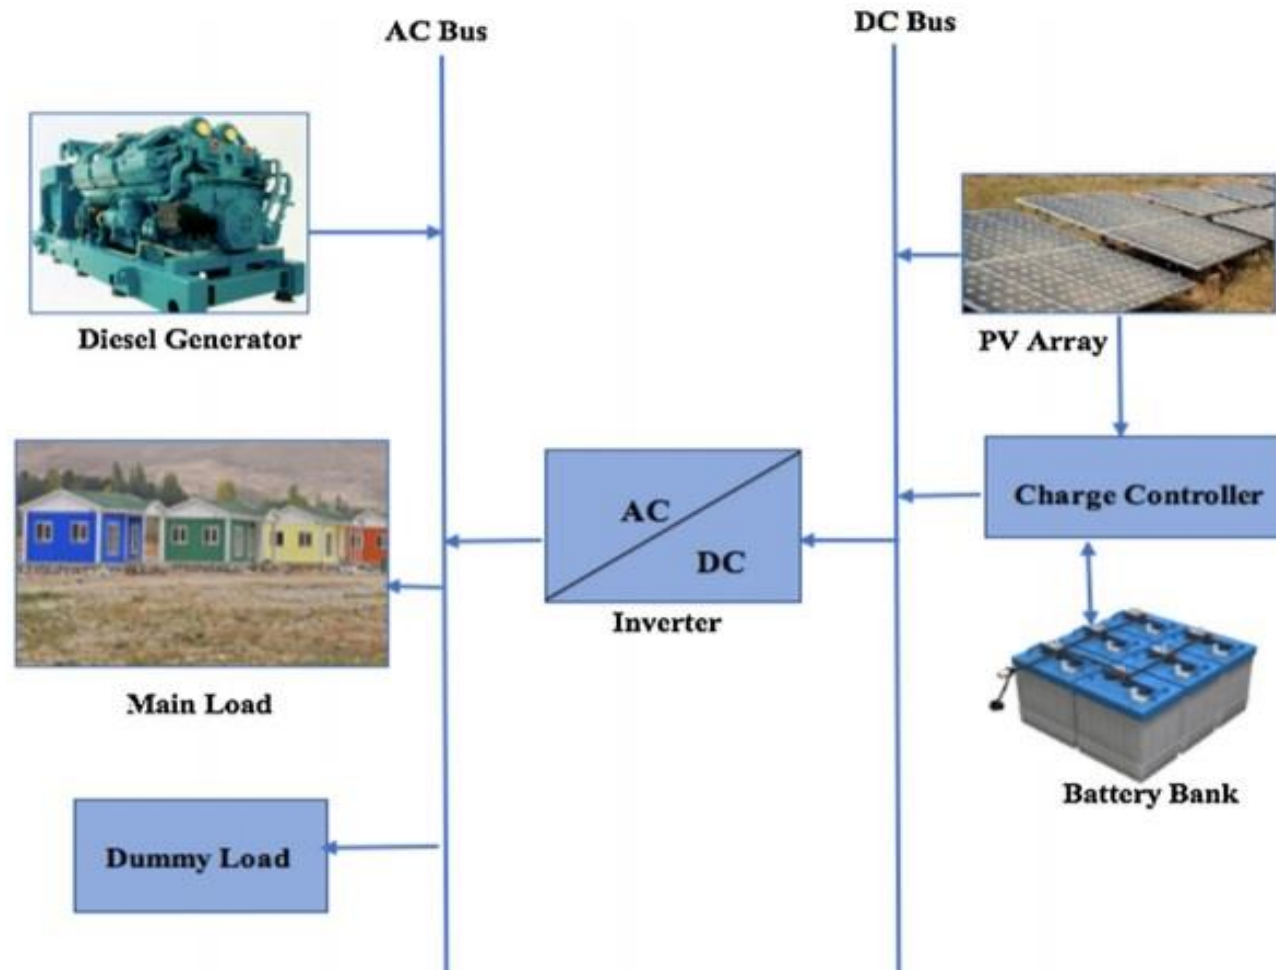 AC Bus
DC Bus
Diesel Generator
PV Array
Charge Controller
AC
DC
Inverter
Main Load
Battery Bank
Dummy Load